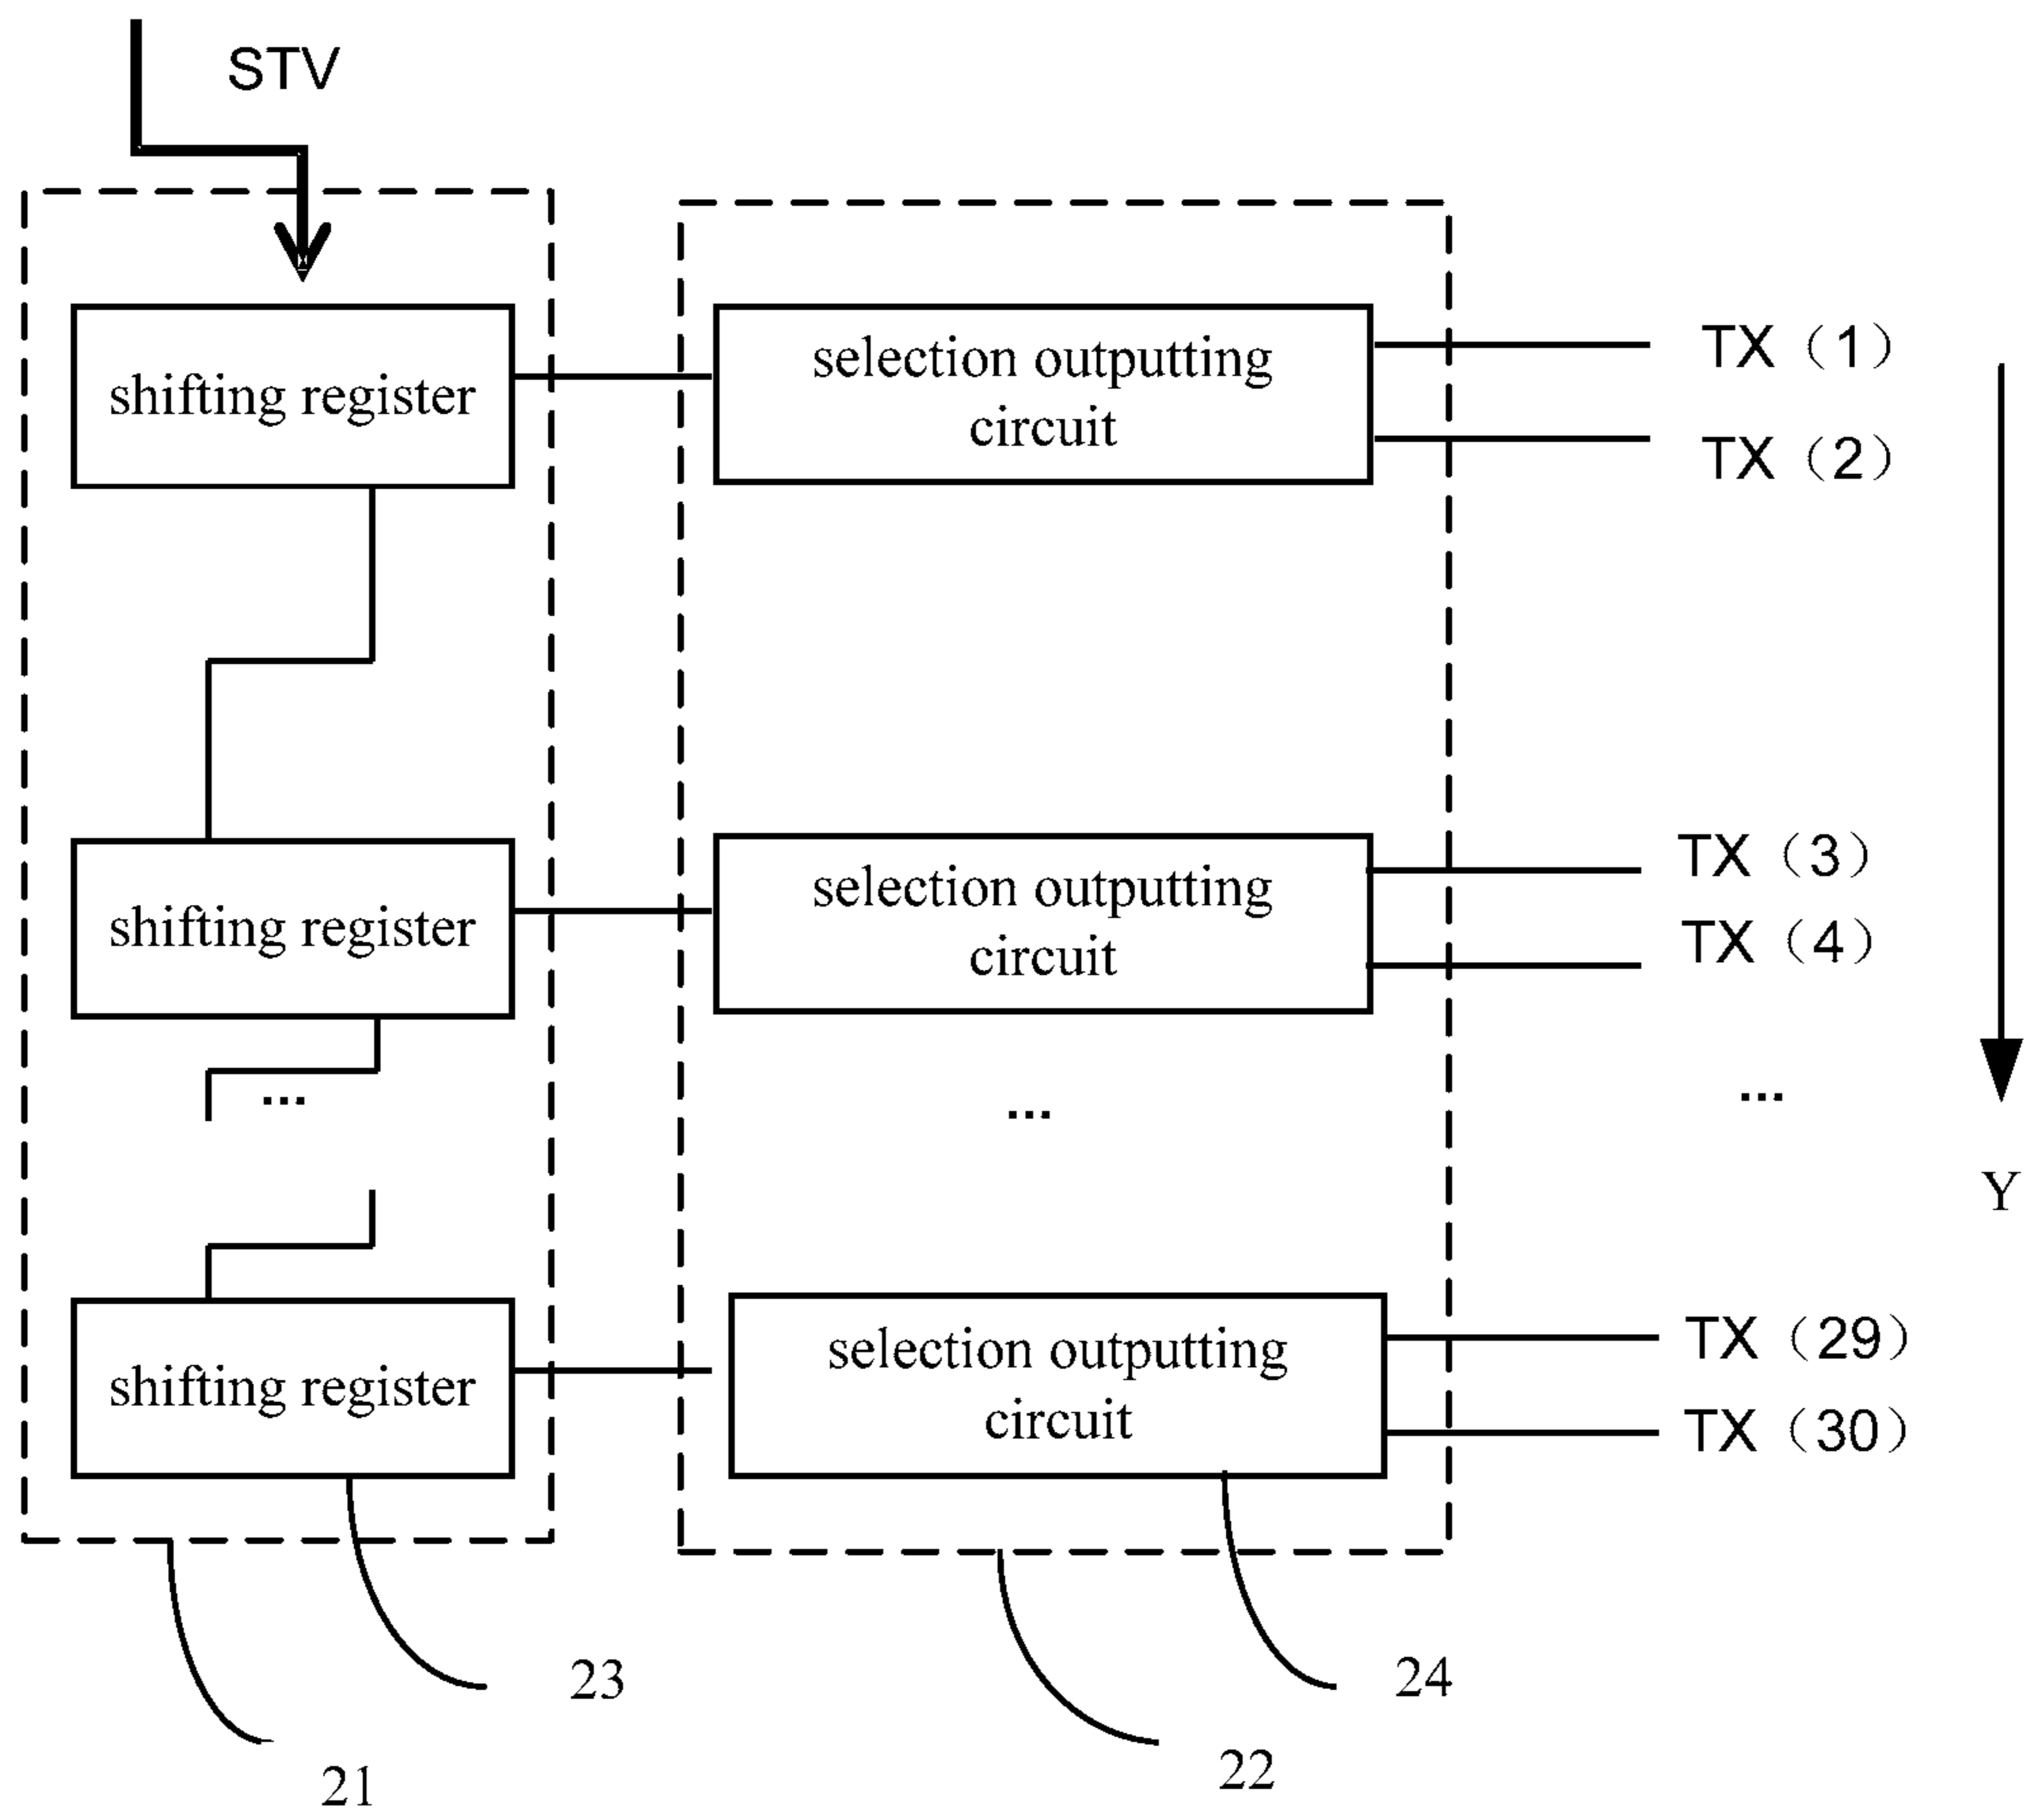 STV
shifting register
selection outputting
circuit
TX（1）
TX（2）
shifting register
selection outputting
circuit
TX（3）
TX（4）
...
...
...
Y
shifting register
selection outputting
circuit
TX（29）
TX（30）
23
24
21
22